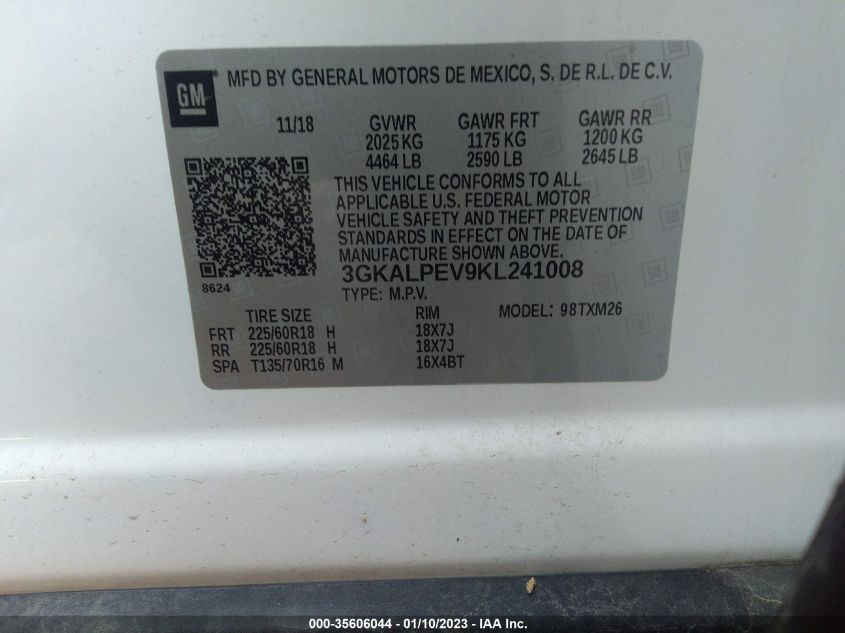 GM
MFD BY GENERAL MOTORS DE MEXICO, S. DE R.L. DE C.V.
11/18 GVWR GAWR FRT GAWR RR
2025 KG 1175 KG 1200 KG
4464 LB 2590 LB 2645 LB
THIS VEHICLE CONFORMS TO ALL
APPLICABLE U.S. FEDERAL MOTOR
VEHICLE SAFETY AND THEFT PREVENTION
STANDARDS IN EFFECT ON THE DATE OF
MANUFACTURE SHOWN ABOVE.
3GKALPEV9KL241008
8624
TYPE: M.P.V. MODEL: 98TXM26
TIRE SIZE RIM
FRT 225/60R18 H 18X7J
RR 225/60R18 H 18X7J
SPA T135/70R16 M 16X4BT
000-35606044 — 01/10/2023 — IAA Inc.